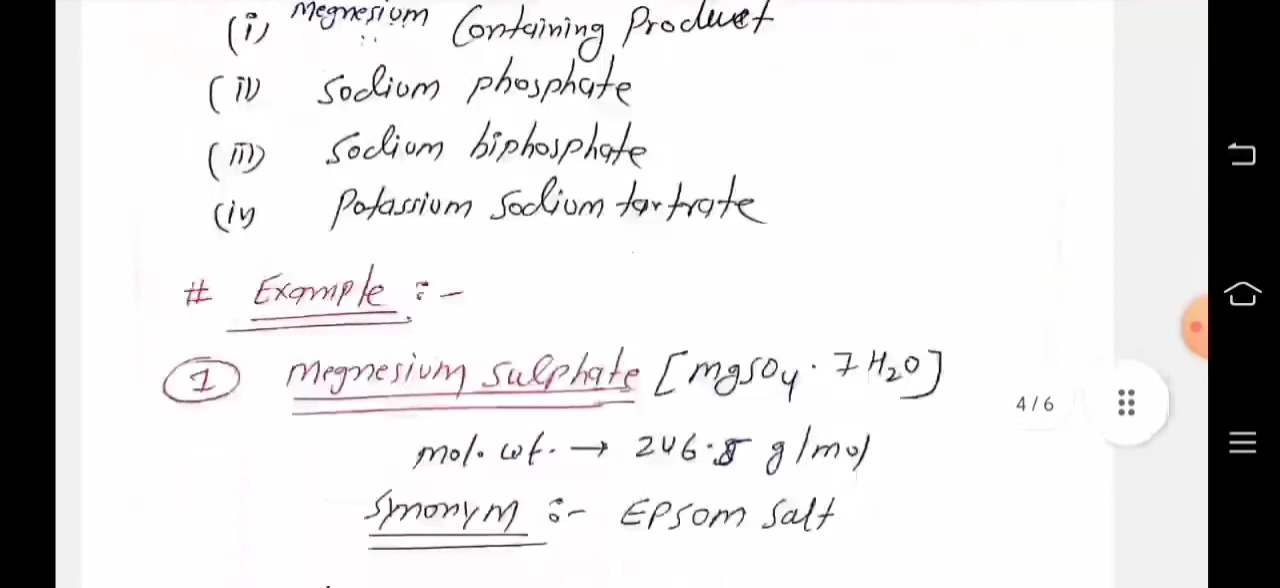 (i) Megnesium Containing Product
(ii) Sodium phosphate
(iii) Sodium biphosphate
(iv) Potassium Sodium tartrate
# Example :-
1 Megnesium Sulphate [mgso4 . 7H2O]
mol. wt. → 246.5 g/mol
Synonym :- EPSom Salt
4/6